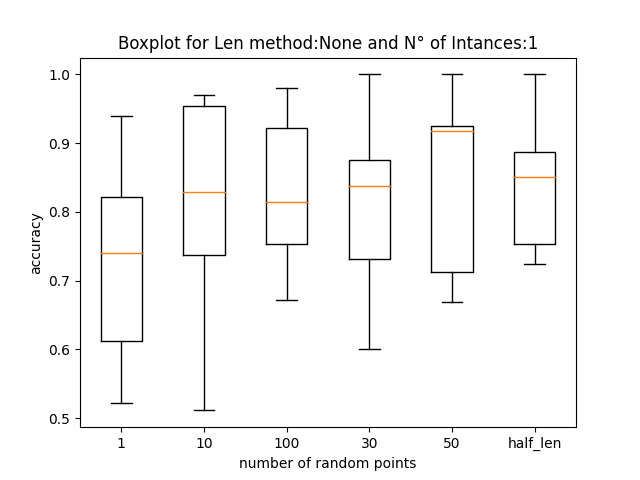 Boxplot for Len method:None and N° of Intances:1
1.0
0.9
0.8
0.7
0.6
0.5
accuracy
1 10 100 30 50 half_len
number of random points